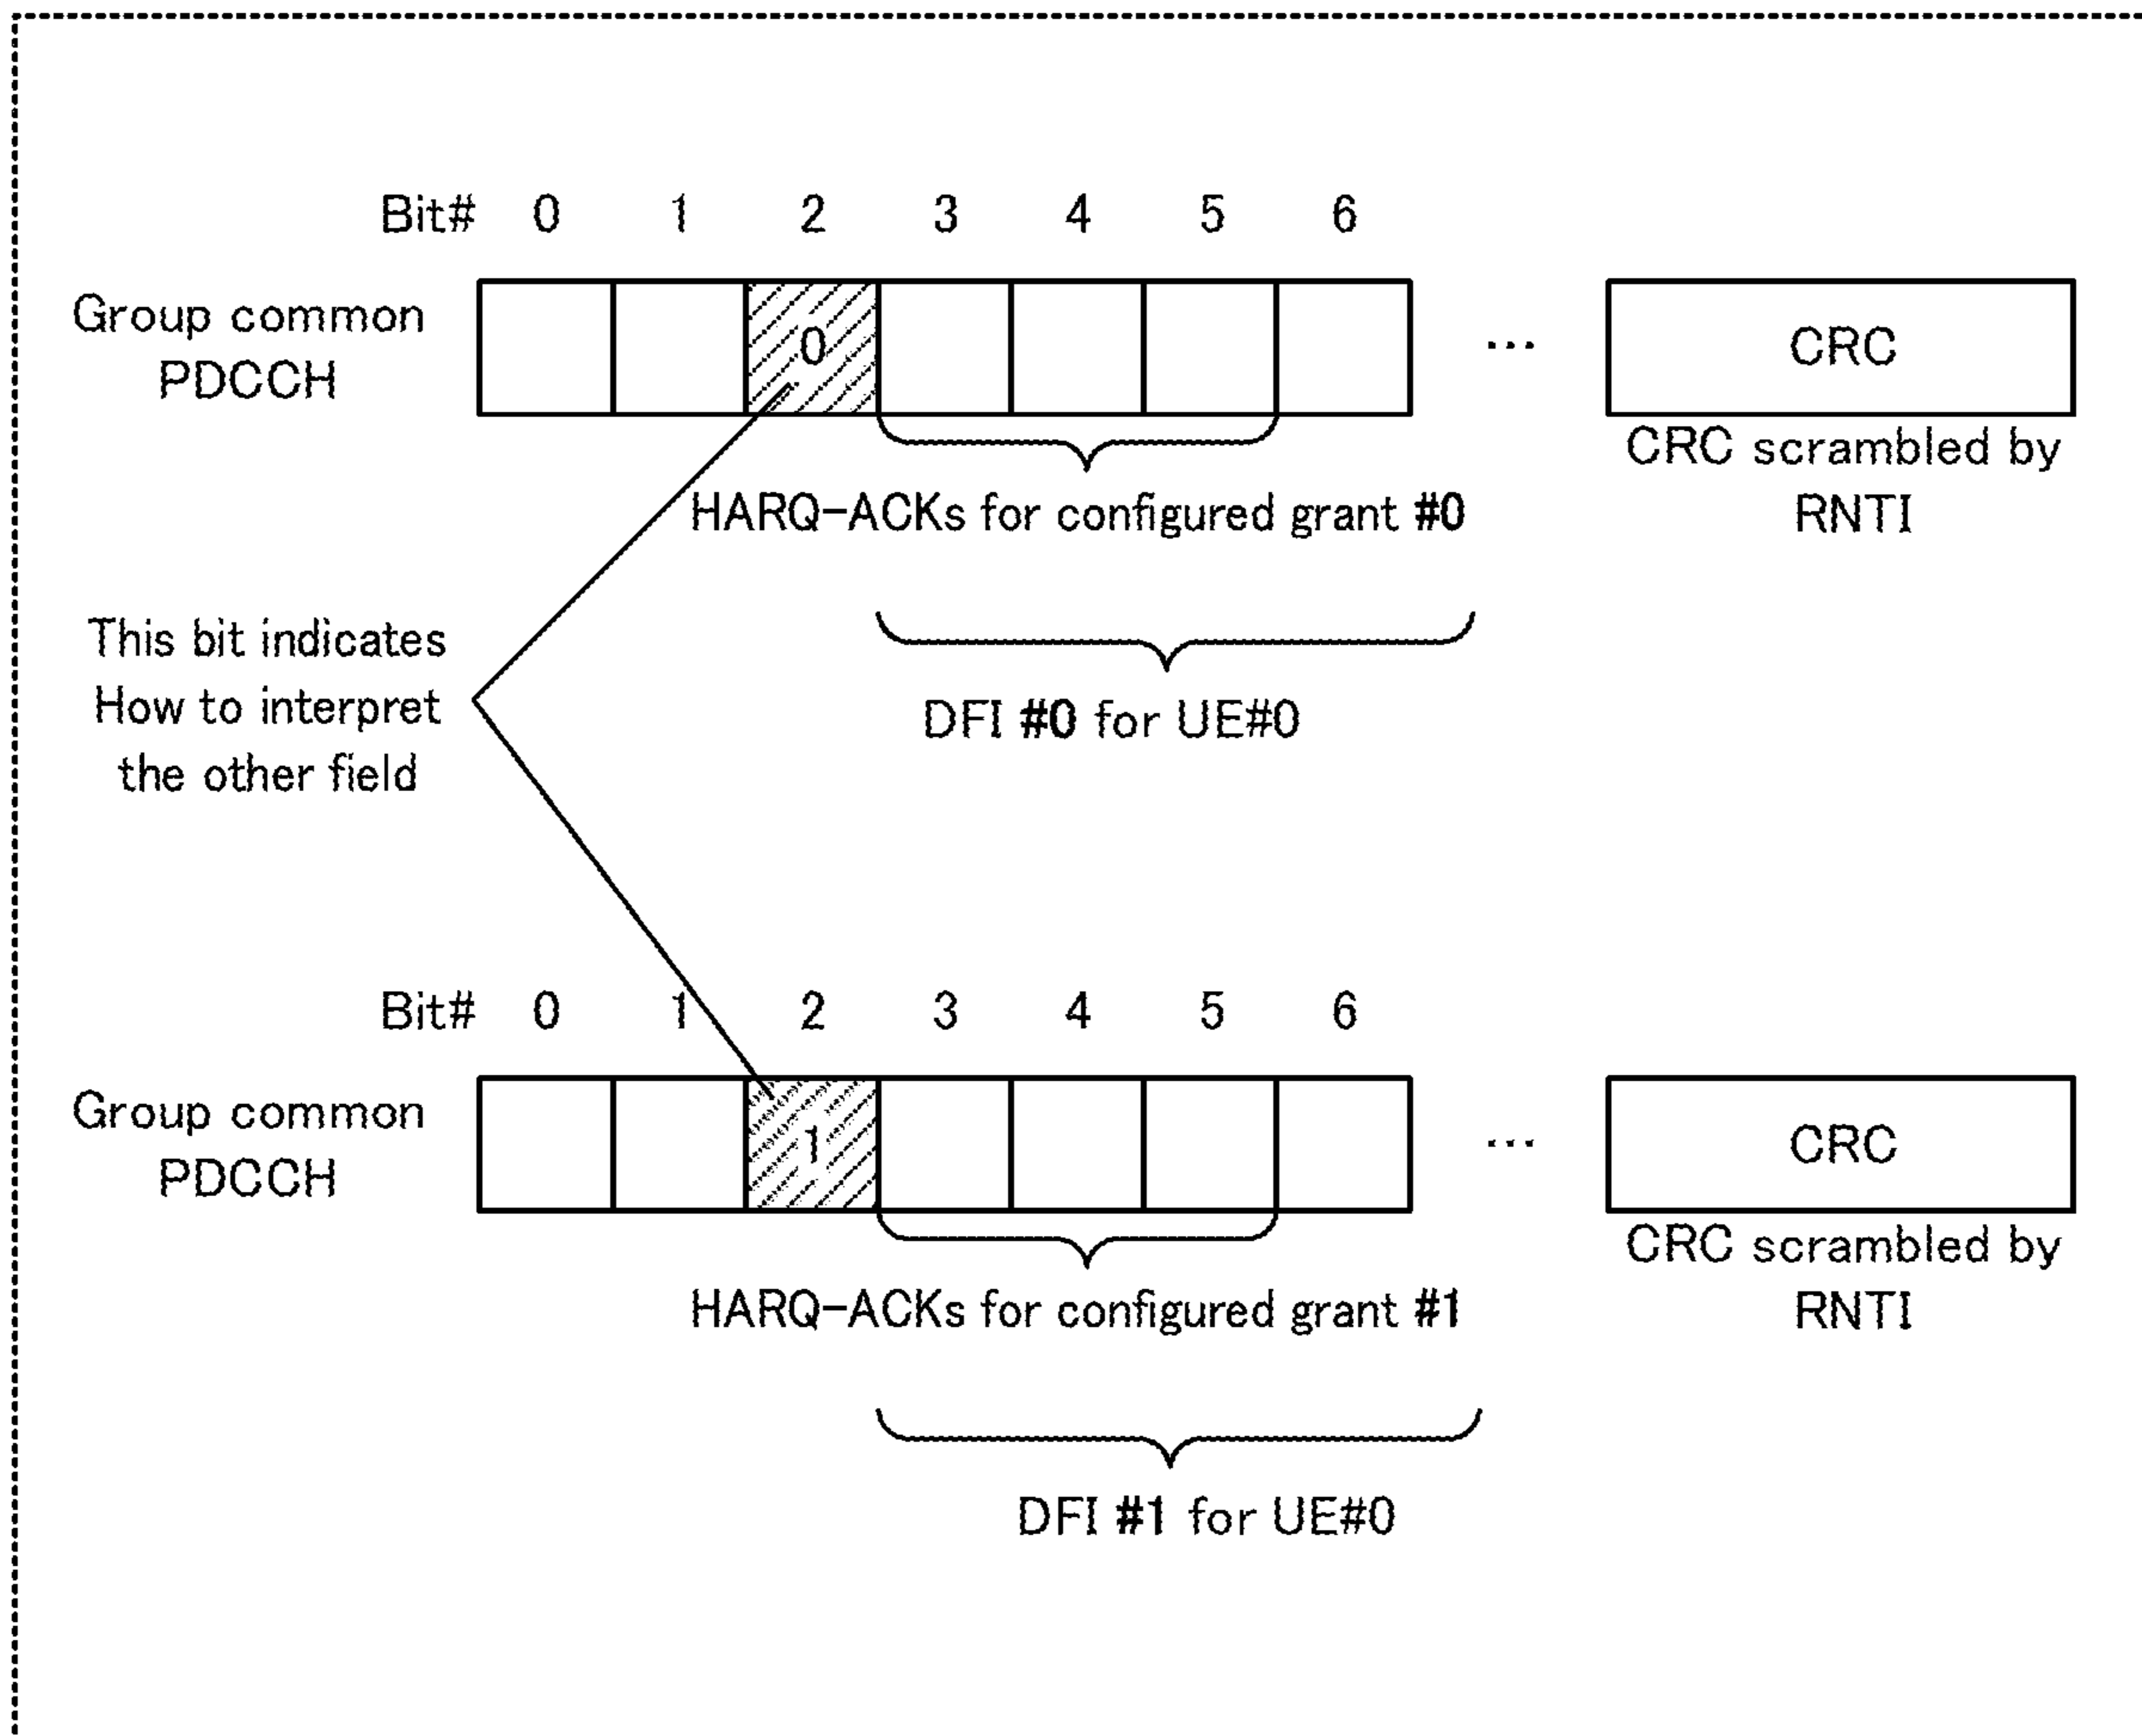 Bit# 0 1 2 3 4 5 6
Group common
PDCCH
0
...
CRC
CRC scrambled by
RNTI
HARQ-ACKs for configured grant #0
This bit indicates
How to interpret
the other field
DFI #0 for UE#0
Bit# 0 1 2 3 4 5 6
Group common
PDCCH
1
...
CRC
CRC scrambled by
RNTI
HARQ-ACKs for configured grant #1
DFI #1 for UE#0